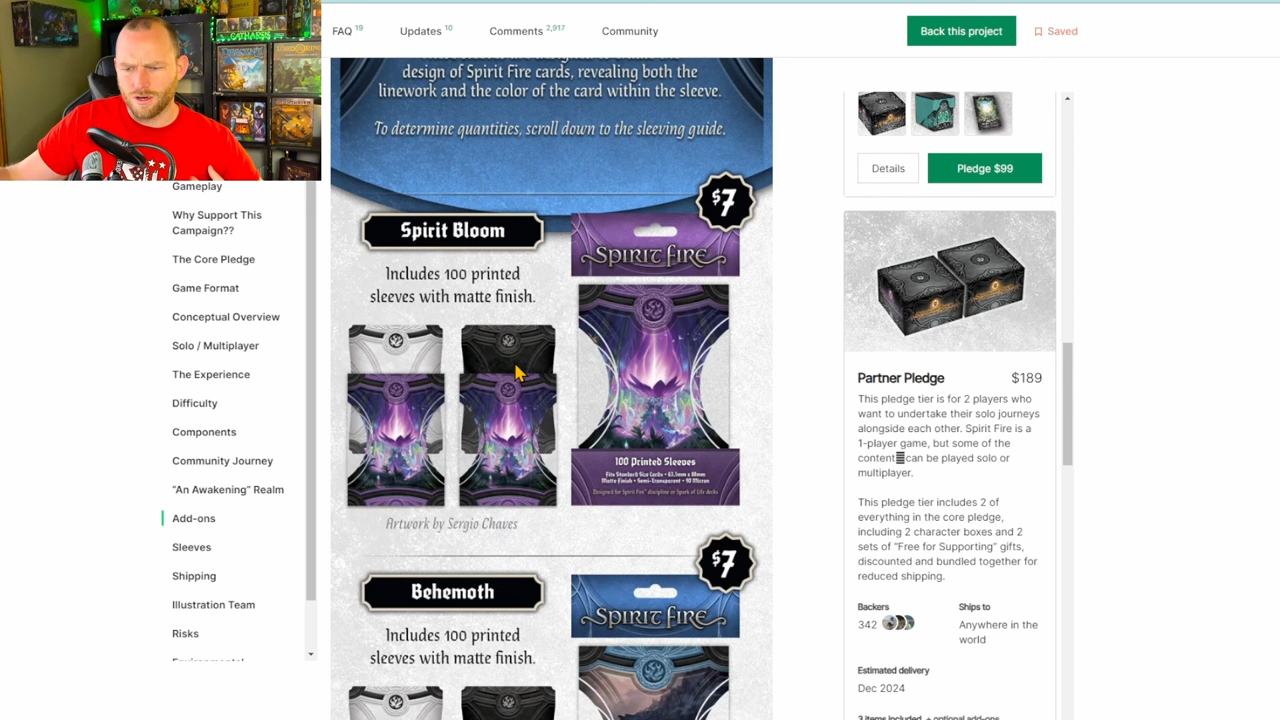 FAQ 19
Updates 10
Comments 2,917
Community
Back this project
Saved
Gameplay
Why Support This
Campaign??
The Core Pledge
Game Format
Conceptual Overview
Solo / Multiplayer
The Experience
Difficulty
Components
Community Journey
"An Awakening" Realm
Add-ons
Sleeves
Shipping
Illustration Team
Risks
design of Spirit Fire cards, revealing both the
linework and the color of the card within the sleeve.
To determine quantities, scroll down to the sleeving guide.
$7
Spirit Bloom
Includes 100 printed
sleeves with matte finish.
SPIRIT FIRE
100 Printed Sleeves
Fits Standard Size Cards • 63.5mm x 88mm
Matte Finish • Semi-Transparent • 90 Micron
Designed for Spirit Fire™ discipline or Spark of Life decks
Artwork by Sergio Chaves
$7
Behemoth
Includes 100 printed
sleeves with matte finish.
SPIRIT FIRE
Details
Pledge $99
Partner Pledge
$189
This pledge tier is for 2 players who
want to undertake their solo journeys
alongside each other. Spirit Fire is a
1-player game, but some of the
content can be played solo or
multiplayer.
This pledge tier includes 2 of
everything in the core pledge,
including 2 character boxes and 2
sets of "Free for Supporting" gifts,
discounted and bundled together for
reduced shipping.
Backers
342
Ships to
Anywhere in the
world
Estimated delivery
Dec 2024
3 items included + optional add-ons